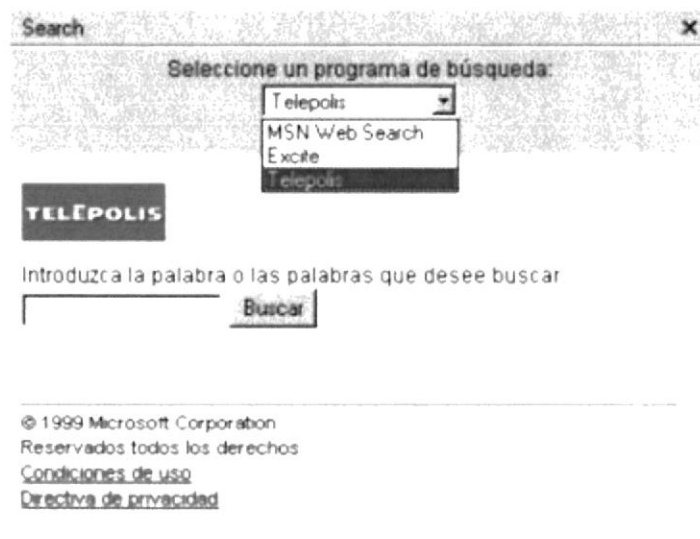 Search
Seleccione un programa de búsqueda:
Telepolis
MSN Web Search
Excite
Telepolis
TELÉPOLIS
Introduzca la palabra o las palabras que desee buscar
Buscar
© 1999 Microsoft Corporation
Reservados todos los derechos
Condiciones de uso
Directiva de privacidad